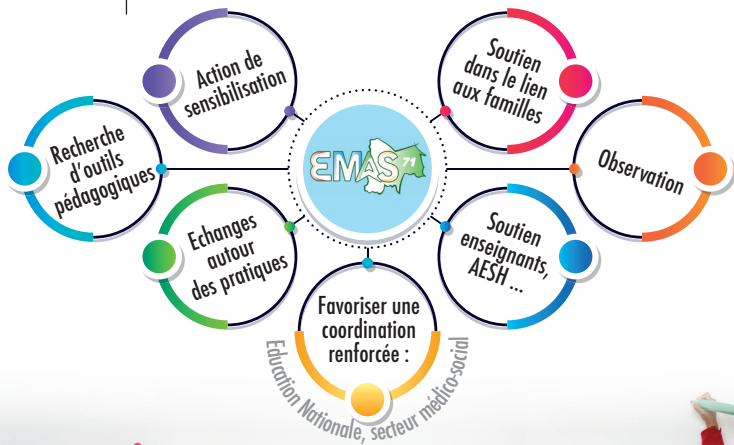 Action de
sensibilisation
Soutien
dans le lien
aux familles
Recherche
d'outils
pédagogiques
EMAS 71
Observation
Echanges
autour
des pratiques
Soutien
enseignants,
AESH ...
Favoriser une
coordination
renforcée :
Education Nationale, secteur médico-social